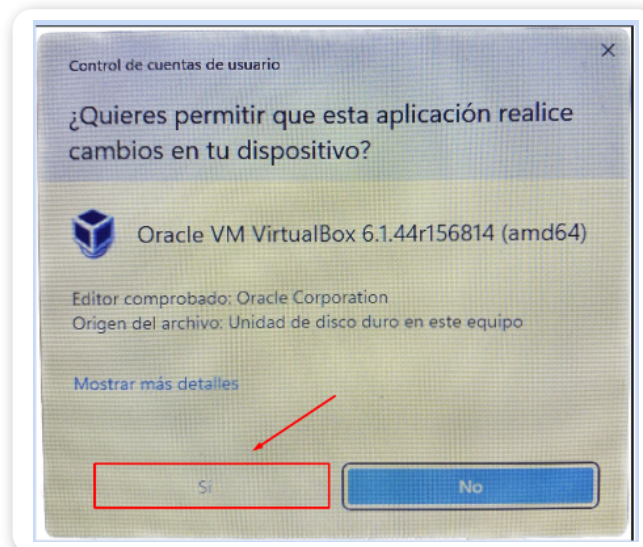 Control de cuentas de usuario
¿Quieres permitir que esta aplicación realice
cambios en tu dispositivo?
Oracle VM VirtualBox 6.1.44r156814 (amd64)
Editor comprobado: Oracle Corporation
Origen del archivo: Unidad de disco duro en este equipo
Mostrar más detalles
Sí
No